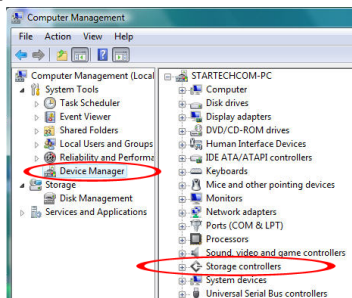 Computer Management
File Action View Help
Computer Management (Local
System Tools
Task Scheduler
Event Viewer
Shared Folders
Local Users and Groups
Reliability and Performa
Device Manager
Storage
Disk Management
Services and Applications
STARTECHCOM-PC
Computer
Disk drives
Display adapters
DVD/CD-ROM drives
Human Interface Devices
IDE ATA/ATAPI controllers
Keyboards
Mice and other pointing devices
Monitors
Network adapters
Ports (COM & LPT)
Processors
Sound, video and game controllers
Storage controllers
System devices
Universal Serial Bus controllers